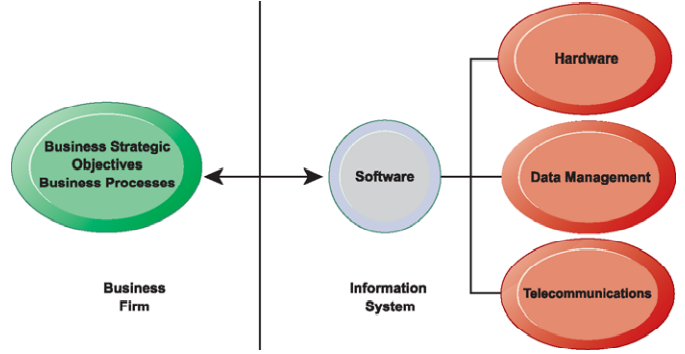 Business Strategic
Objectives
Business Processes
Business
Firm
Software
Information
System
Hardware
Data Management
Telecommunications